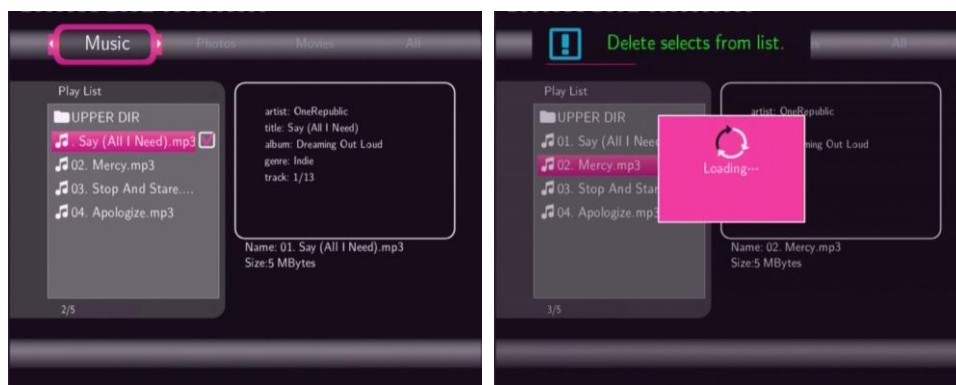 Music
Photos
Movies
All
Play List
UPPER DIR
. Say (All I Need).mp3
02. Mercy.mp3
03. Stop And Stare....
04. Apologize.mp3
2/5
artist: OneRepublic
title: Say (All I Need)
album: Dreaming Out Loud
genre: Indie
track: 1/13
Name: 01. Say (All I Need).mp3
Size:5 MBytes
Delete selects from list.
All
Play List
UPPER DIR
01. Say (All I Need
02. Mercy.mp3
03. Stop And Star
04. Apologize.mp3
3/5
artist: OneRepublic
ming Out Loud
Loading...
Name: 02. Mercy.mp3
Size:5 MBytes